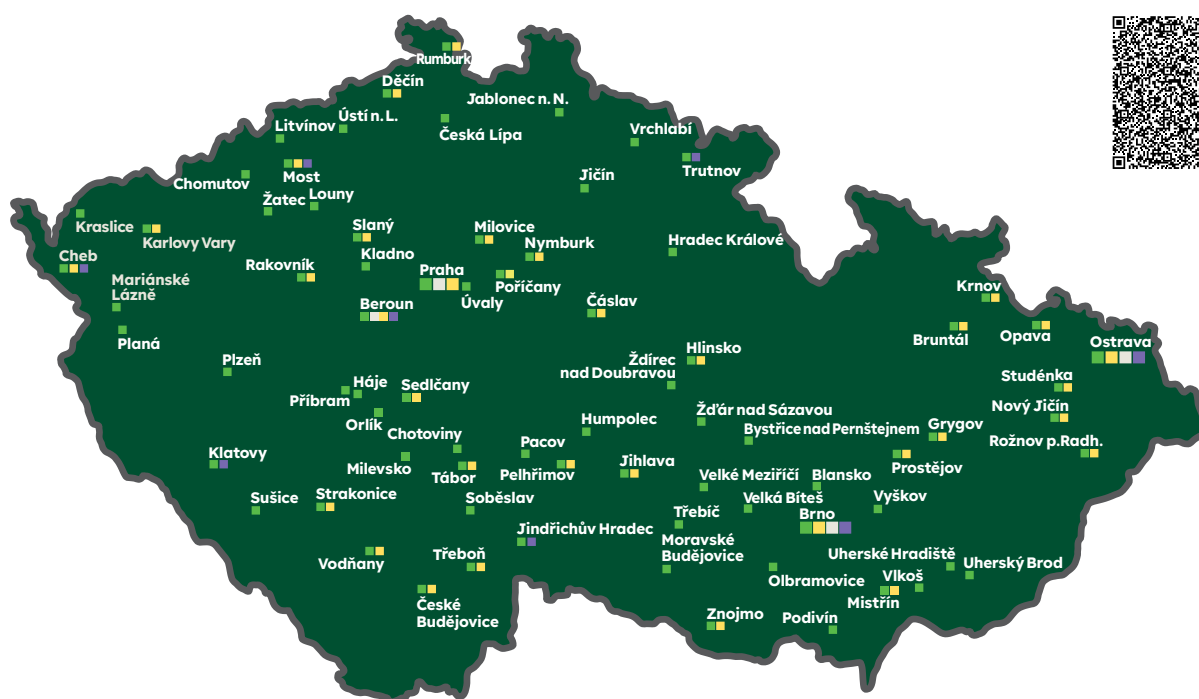 Rumburk
Děčín
Jablonec n. N.
Ústí n. L.
Litvínov
Česká Lípa
Vrchlabí
Most
Trutnov
Chomutov
Jičín
Žatec
Louny
Kraslice
Slaný
Milovice
Karlovy Vary
Nymburk
Hradec Králové
Cheb
Kladno
Rakovník
Praha
Poříčany
Mariánské
Lázně
Úvaly
Krnov
Beroun
Čáslav
Planá
Bruntál
Opava
Ostrava
Hlinsko
Plzeň
Ždírec
nad Doubravou
Studénka
Háje
Sedlčany
Příbram
Nový Jičín
Orlík
Humpolec
Žďár nad Sázavou
Grygov
Chotoviny
Bystřice nad Pernštejnem
Rožnov p.Radh.
Klatovy
Pacov
Milevsko
Jihlava
Prostějov
Tábor
Pelhřimov
Velké Meziříčí
Blansko
Sušice
Strakonice
Soběslav
Velká Bíteš
Vyškov
Třebíč
Brno
Jindřichův Hradec
Moravské
Budějovice
Vodňany
Třeboň
Uherské Hradiště
Uherský Brod
Olbramovice
Vlkoš
České
Budějovice
Mistřín
Znojmo
Podivín